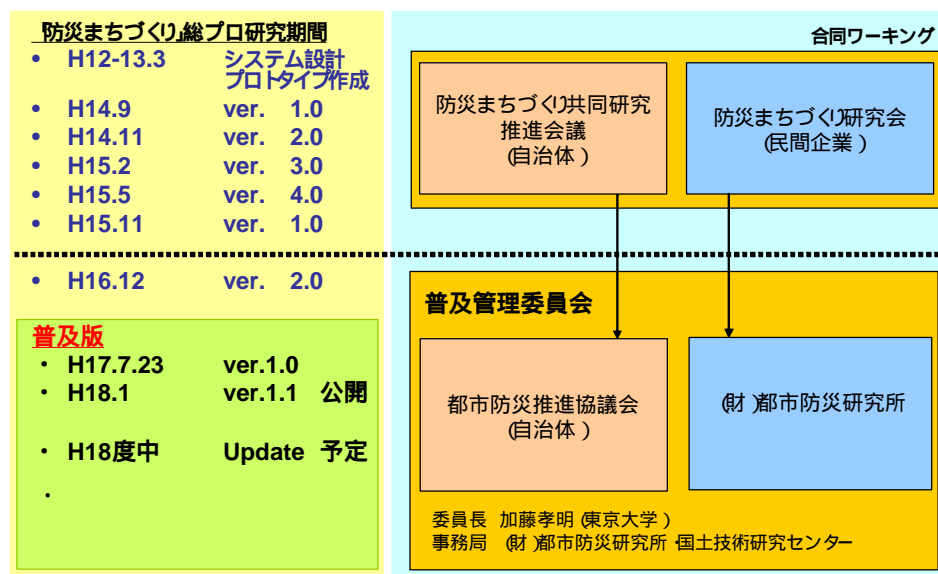 「防災まちづくり」総プロ研究期間
• H12-13.3 システム設計
プロトタイプ作成
• H14.9 ver. 1.0
• H14.11 ver. 2.0
• H15.2 ver. 3.0
• H15.5 ver. 4.0
• H15.11 ver. 1.0
• H16.12 ver. 2.0
普及版
・ H17.7.23 ver.1.0
・ H18.1 ver.1.1 公開
・ H18度中 Update 予定
・
合同ワーキング
防災まちづくり共同研究
推進会議
(自治体)
防災まちづくり研究会
(民間企業)
普及管理委員会
都市防災推進協議会
(自治体)
(財)都市防災研究所
委員長 加藤孝明(東京大学)
事務局 (財)都市防災研究所・国土技術研究センター